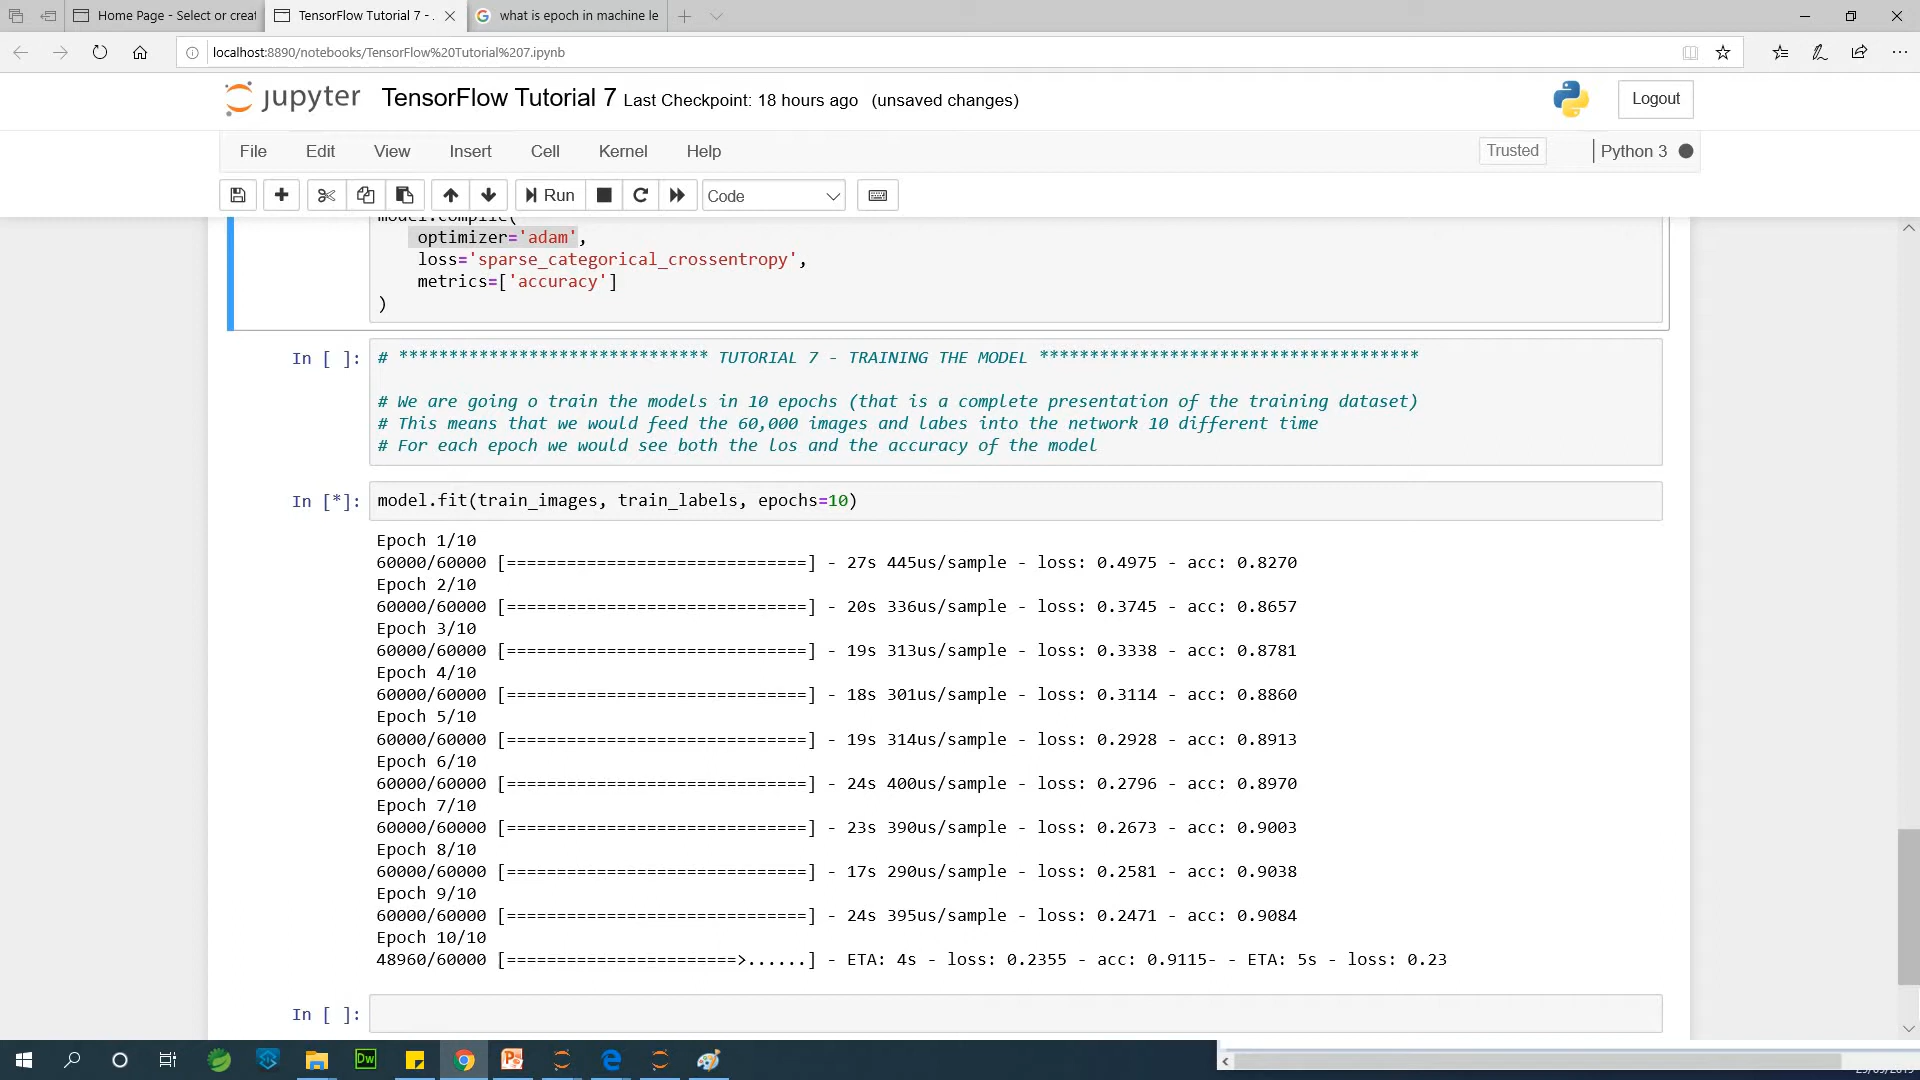 Home Page - Select or creat
TensorFlow Tutorial 7 - .
what is epoch in machine le
localhost:8890/notebooks/TensorFlow%20Tutorial%207.ipynb
jupyter TensorFlow Tutorial 7 Last Checkpoint: 18 hours ago (unsaved changes)
Logout
File Edit View Insert Cell Kernel Help
Trusted
Python 3
Run
Code
model.compile(
optimizer='adam',
loss='sparse_categorical_crossentropy',
metrics=['accuracy']
)
In [ ]: # ******************************* TUTORIAL 7 - TRAINING THE MODEL **************************************
# We are going o train the models in 10 epochs (that is a complete presentation of the training dataset)
# This means that we would feed the 60,000 images and labes into the network 10 different time
# For each epoch we would see both the los and the accuracy of the model
In [*]: model.fit(train_images, train_labels, epochs=10)
Epoch 1/10
60000/60000 [==============================] - 27s 445us/sample - loss: 0.4975 - acc: 0.8270
Epoch 2/10
60000/60000 [==============================] - 20s 336us/sample - loss: 0.3745 - acc: 0.8657
Epoch 3/10
60000/60000 [==============================] - 19s 313us/sample - loss: 0.3338 - acc: 0.8781
Epoch 4/10
60000/60000 [==============================] - 18s 301us/sample - loss: 0.3114 - acc: 0.8860
Epoch 5/10
60000/60000 [==============================] - 19s 314us/sample - loss: 0.2928 - acc: 0.8913
Epoch 6/10
60000/60000 [==============================] - 24s 400us/sample - loss: 0.2796 - acc: 0.8970
Epoch 7/10
60000/60000 [==============================] - 23s 390us/sample - loss: 0.2673 - acc: 0.9003
Epoch 8/10
60000/60000 [==============================] - 17s 290us/sample - loss: 0.2581 - acc: 0.9038
Epoch 9/10
60000/60000 [==============================] - 24s 395us/sample - loss: 0.2471 - acc: 0.9084
Epoch 10/10
48960/60000 [=======================>......] - ETA: 4s - loss: 0.2355 - acc: 0.9115- - ETA: 5s - loss: 0.23
In [ ]:
Dw